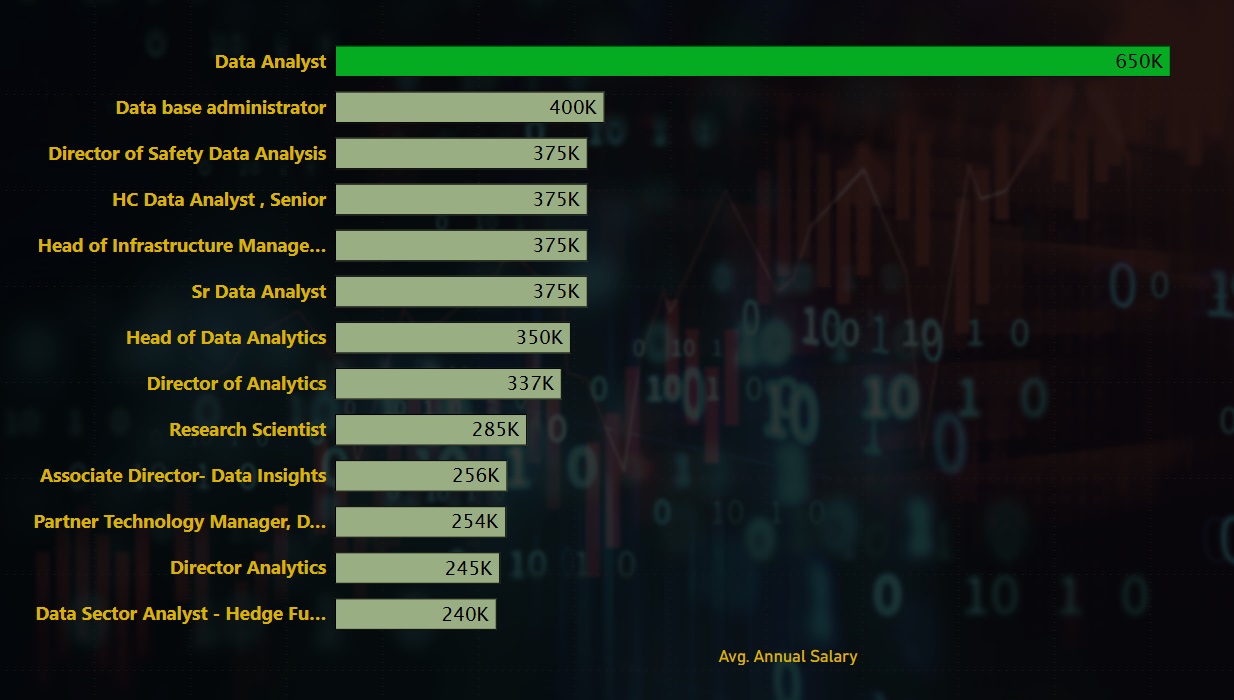 Data Analyst 650K
Data base administrator 400K
Director of Safety Data Analysis 375K
HC Data Analyst , Senior 375K
Head of Infrastructure Manage... 375K
Sr Data Analyst 375K
Head of Data Analytics 350K
Director of Analytics 337K
Research Scientist 285K
Associate Director- Data Insights 256K
Partner Technology Manager, D... 254K
Director Analytics 245K
Data Sector Analyst - Hedge Fu... 240K
Avg. Annual Salary